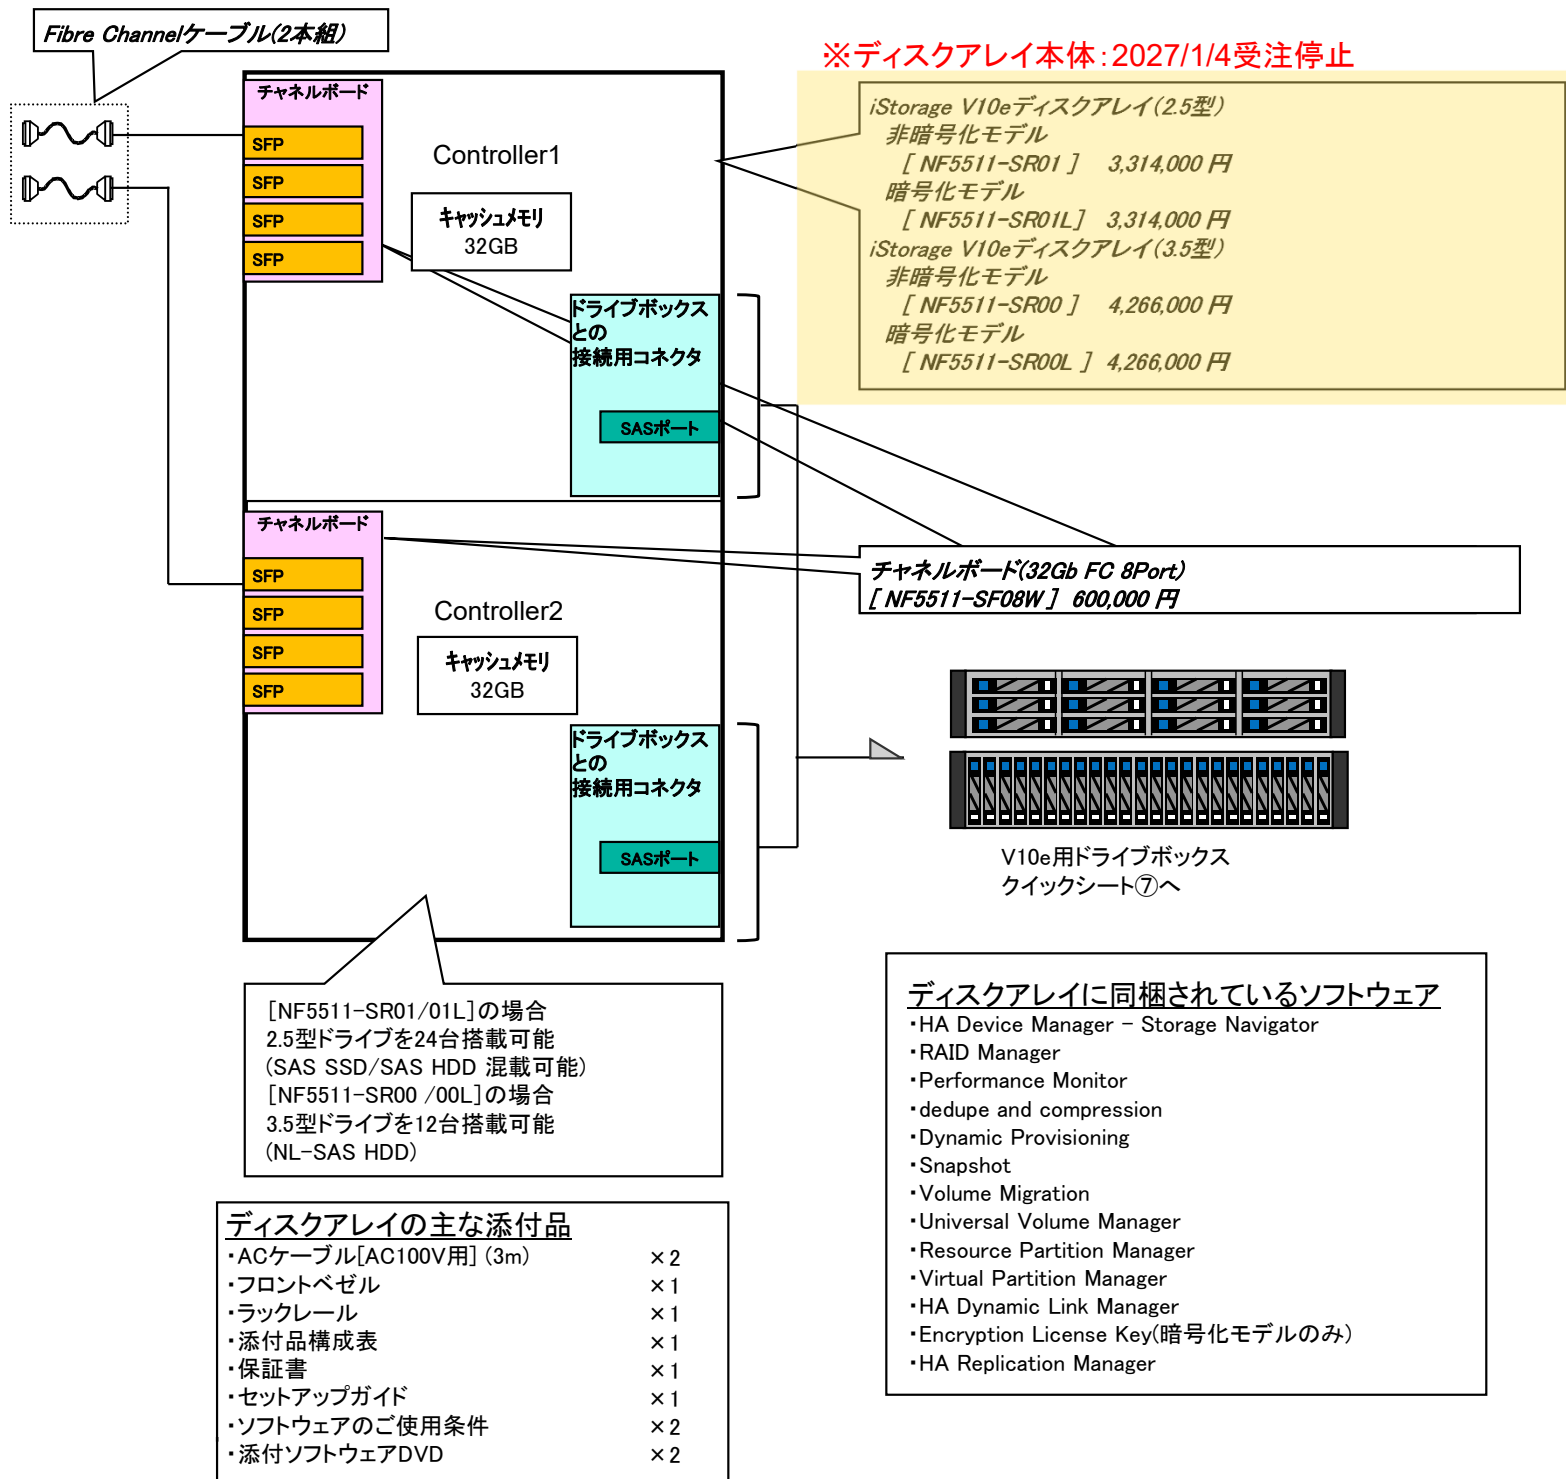 Fibre Channelケーブル(2本組)
※ディスクアレイ本体：2027/1/4受注停止
iStorage V10eディスクアレイ(2.5型)
非暗号化モデル
[ NF5511-SR01 ] 3,314,000 円
暗号化モデル
[ NF5511-SR01L] 3,314,000 円
iStorage V10eディスクアレイ(3.5型)
非暗号化モデル
[ NF5511-SR00 ] 4,266,000 円
暗号化モデル
[ NF5511-SR00L ] 4,266,000 円
チャネルボード
SFP
SFP
SFP
SFP
Controller1
キャッシュメモリ
32GB
ドライブボックス
との
接続用コネクタ
SASポート
チャネルボード
SFP
SFP
SFP
SFP
Controller2
キャッシュメモリ
32GB
ドライブボックス
との
接続用コネクタ
SASポート
チャネルボード(32Gb FC 8Port)
[ NF5511-SF08W ] 600,000 円
V10e用ドライブボックス
クイックシート⑦へ
[NF5511-SR01/01L]の場合
2.5型ドライブを24台搭載可能
(SAS SSD/SAS HDD 混載可能)
[NF5511-SR00 /00L]の場合
3.5型ドライブを12台搭載可能
(NL-SAS HDD)
ディスクアレイの主な添付品
・ACケーブル[AC100V用] (3m) ×2
・フロントベゼル ×1
・ラックレール ×1
・添付品構成表 ×1
・保証書 ×1
・セットアップガイド ×1
・ソフトウェアのご使用条件 ×2
・添付ソフトウェアDVD ×2
ディスクアレイに同梱されているソフトウェア
・HA Device Manager - Storage Navigator
・RAID Manager
・Performance Monitor
・dedupe and compression
・Dynamic Provisioning
・Snapshot
・Volume Migration
・Universal Volume Manager
・Resource Partition Manager
・Virtual Partition Manager
・HA Dynamic Link Manager
・Encryption License Key(暗号化モデルのみ)
・HA Replication Manager